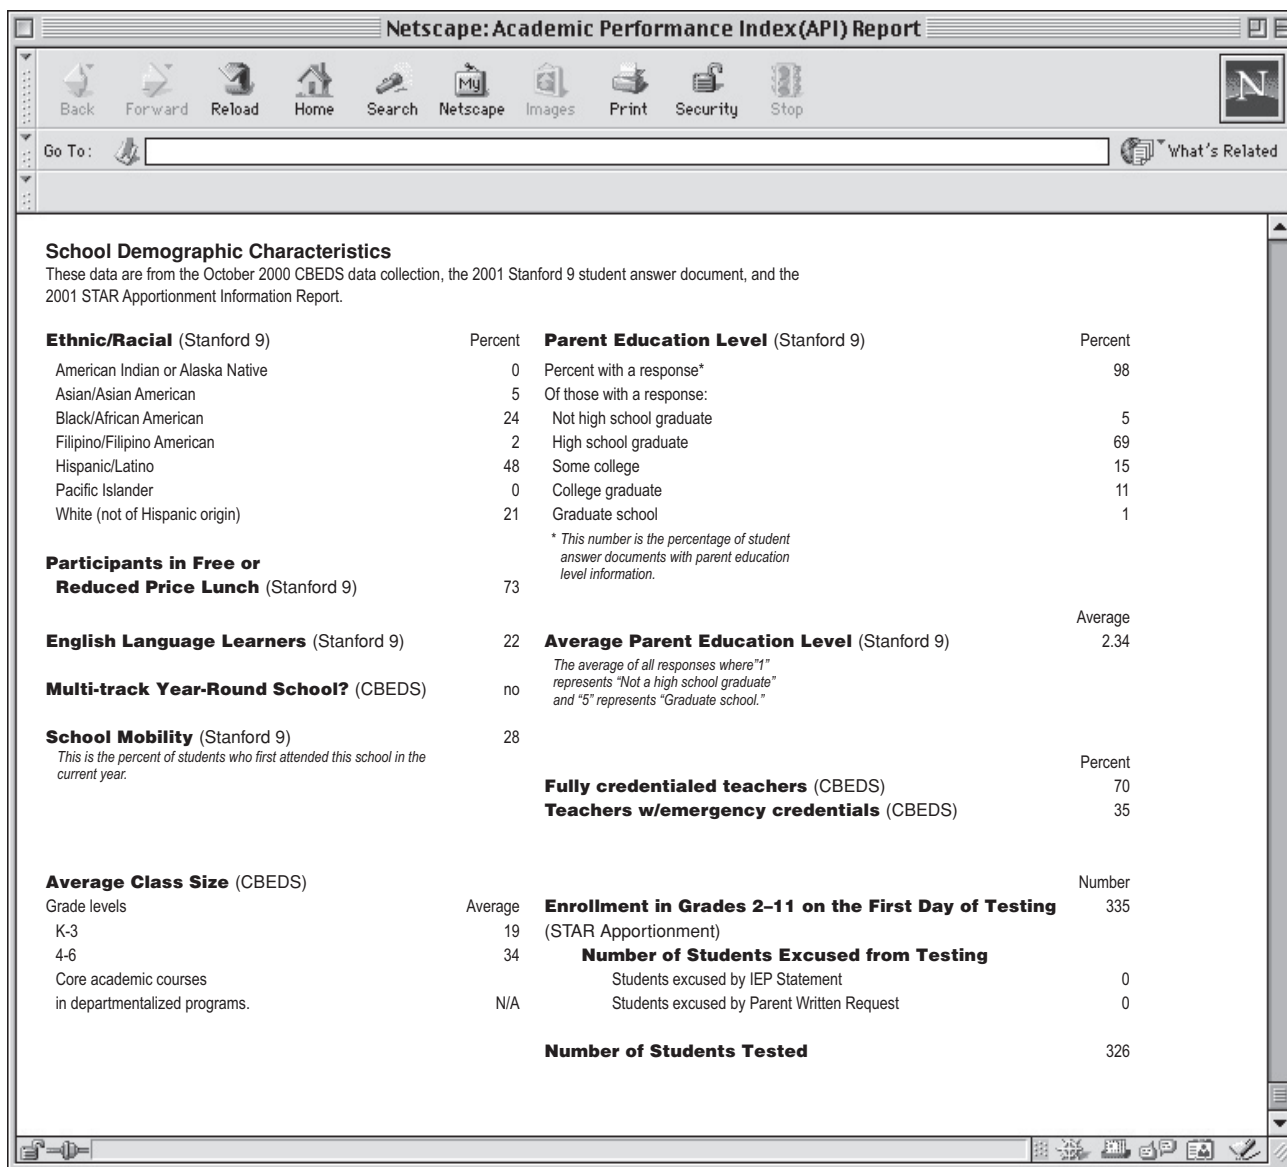 Netscape: Academic Performance Index(API) Report
Back Forward Reload Home Search Netscape Images Print Security Stop
My
N
Go To:
What's Related
School Demographic Characteristics
These data are from the October 2000 CBEDS data collection, the 2001 Stanford 9 student answer document, and the
2001 STAR Apportionment Information Report.
Ethnic/Racial (Stanford 9) Percent
American Indian or Alaska Native 0
Asian/Asian American 5
Black/African American 24
Filipino/Filipino American 2
Hispanic/Latino 48
Pacific Islander 0
White (not of Hispanic origin) 21
Participants in Free or
Reduced Price Lunch (Stanford 9) 73
English Language Learners (Stanford 9) 22
Multi-track Year-Round School? (CBEDS) no
School Mobility (Stanford 9) 28
This is the percent of students who first attended this school in the
current year.
Parent Education Level (Stanford 9) Percent
Percent with a response* 98
Of those with a response:
Not high school graduate 5
High school graduate 69
Some college 15
College graduate 11
Graduate school 1
* This number is the percentage of student
answer documents with parent education
level information.
Average
Average Parent Education Level (Stanford 9) 2.34
The average of all responses where"1"
represents “Not a high school graduate”
and “5” represents “Graduate school.”
Percent
Fully credentialed teachers (CBEDS) 70
Teachers w/emergency credentials (CBEDS) 35
Average Class Size (CBEDS)
Grade levels Average
K-3 19
4-6 34
Core academic courses
in departmentalized programs. N/A
Number
Enrollment in Grades 2–11 on the First Day of Testing 335
(STAR Apportionment)
Number of Students Excused from Testing
Students excused by IEP Statement 0
Students excused by Parent Written Request 0
Number of Students Tested 326